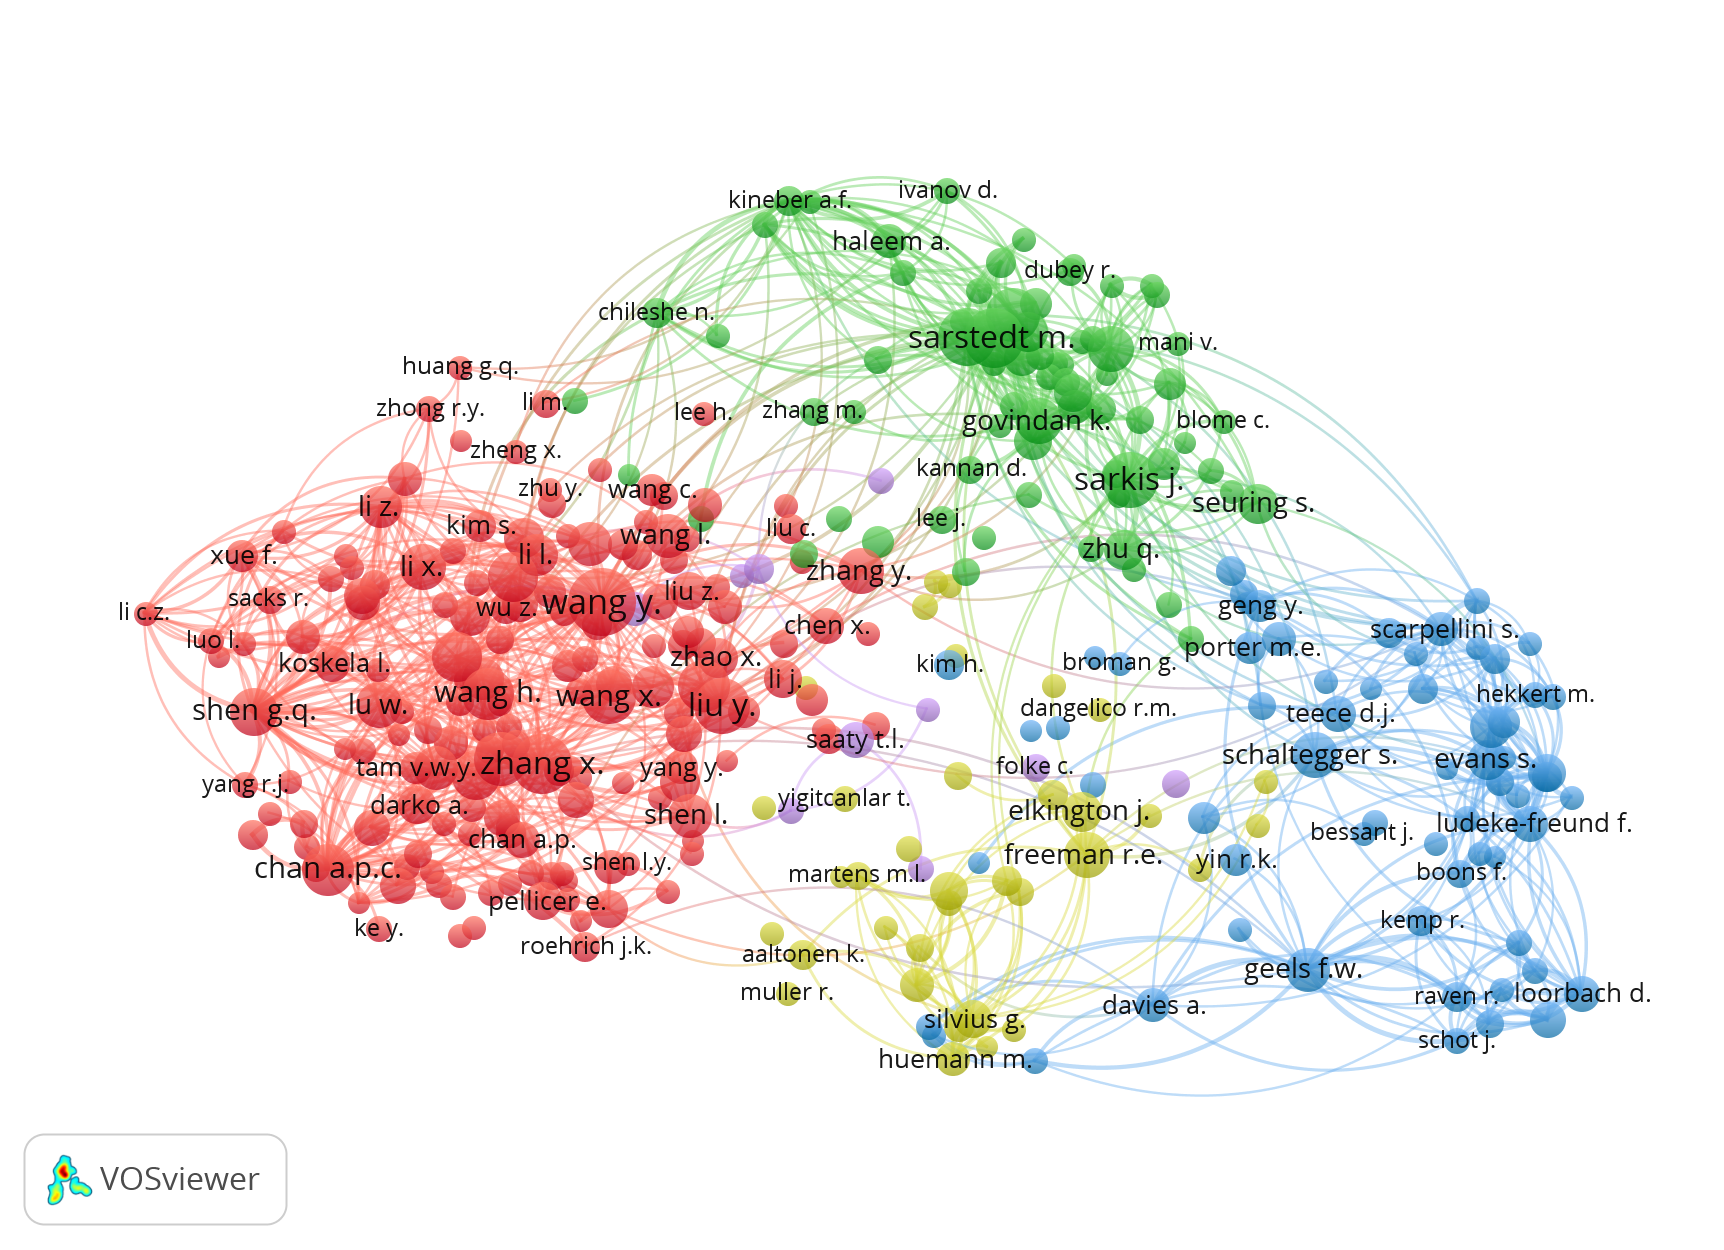 kineber a.f.
ivanov d.
haleem a.
dubey r.
chileshe n.
sarstedt m.
mani v.
huang g.q.
zhong r.y.
li m.
lee h.
zhang m.
govindan k.
blome c.
zheng x.
kannan d.
sarkis j.
zhu y.
wang c.
seuring s.
li z.
kim s.
wang l.
liu c.
lee j.
xue f.
li x.
li l.
zhang y.
zhu q.
sacks r.
wu z.
wang y.
liu z.
geng y.
li c.z.
luo l.
chen x.
scarpellini s.
koskela l.
zhao x.
kim h.
broman g.
porter m.e.
wang h.
wang x.
li j.
hekkert m.
shen g.q.
lu w.
liu y.
dangelico r.m.
teece d.j.
saaty t.l.
tam v.w.y.
zhang x.
yang y.
folke c.
schaltegger s.
evans s.
yang r.j.
darko a.
shen l.
yigitcanlar t.
elkington j.
bessant j.
ludeke-freund f.
chan a.p.
chan a.p.c.
shen l.y.
martens m.l.
freeman r.e.
yin r.k.
boons f.
pellicer e.
ke y.
roehrich j.k.
aaltonen k.
kemp r.
muller r.
geels f.w.
silvius g.
davies a.
raven r.
loorbach d.
huemann m.
schot j.
VOSviewer